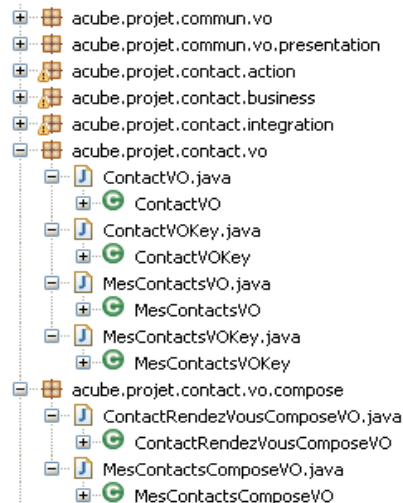 acube.projet.commun.vo
acube.projet.commun.vo.presentation
acube.projet.contact.action
acube.projet.contact.business
acube.projet.contact.integration
acube.projet.contact.vo
ContactVO.java
ContactVO
ContactVOKey.java
ContactVOKey
MesContactsVO.java
MesContactsVO
MesContactsVOKey.java
MesContactsVOKey
acube.projet.contact.vo.compose
ContactRendezVousComposeVO.java
ContactRendezVousComposeVO
MesContactsComposeVO.java
MesContactsComposeVO